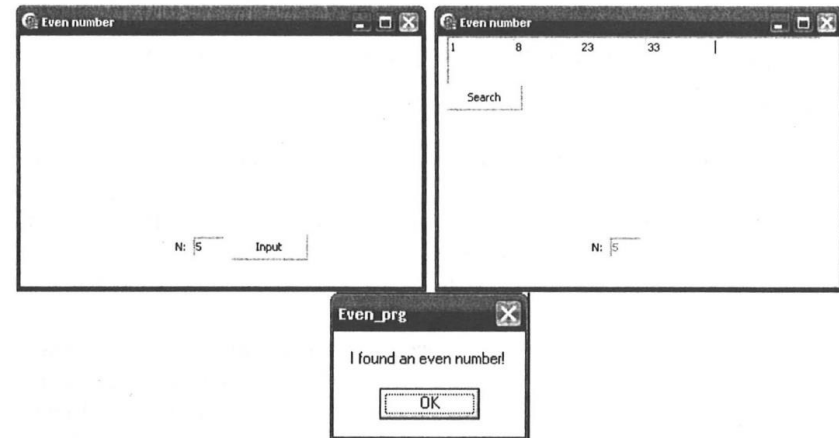 Even number
N: 5 Input
Even number
1 8 23 33
Search
N: 5
Even_prg
I found an even number!
OK